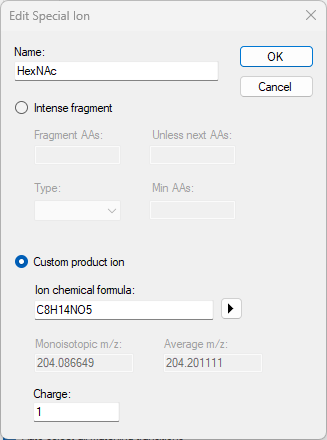 Edit Special Ion
Name:
HexNAc
OK
Cancel
Intense fragment
Fragment AAs:
Unless next AAs:
Type:
Min AAs:
Custom product ion
Ion chemical formula:
C8H14NO5
Monoisotopic m/z:
Average m/z:
204.086649
204.201111
Charge:
1